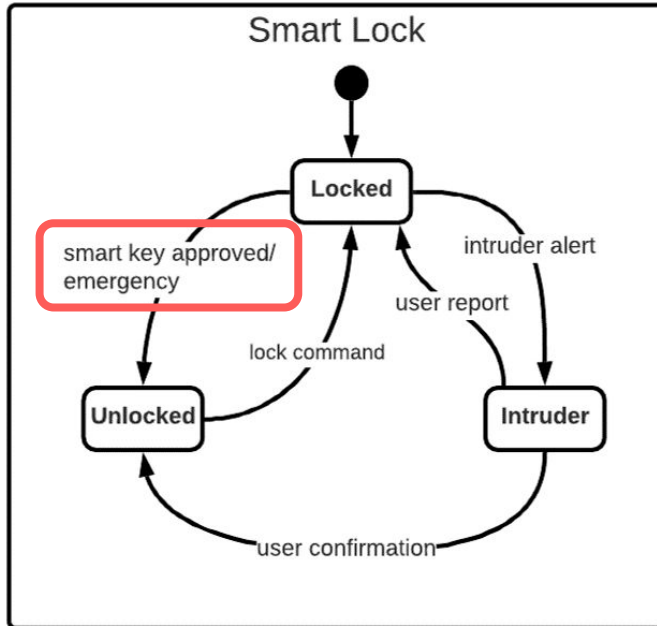 Smart Lock
Locked
smart key approved/
emergency
intruder alert
user report
lock command
Unlocked
Intruder
user confirmation